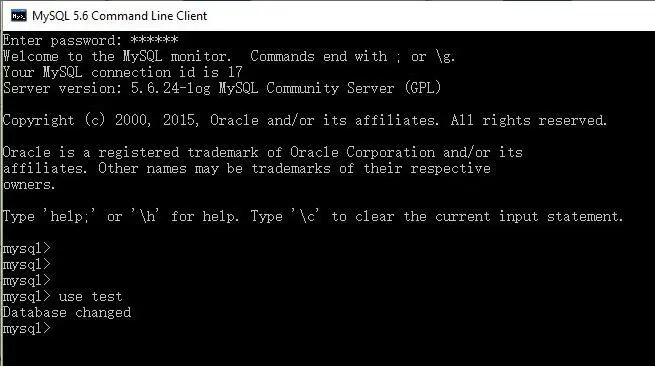 MySQL 5.6 Command Line Client
Enter password: ******
Welcome to the MySQL monitor.  Commands end with ; or \g.
Your MySQL connection id is 17
Server version: 5.6.24-log MySQL Community Server (GPL)
Copyright (c) 2000, 2015, Oracle and/or its affiliates. All rights reserved.
Oracle is a registered trademark of Oracle Corporation and/or its
affiliates. Other names may be trademarks of their respective
owners.
Type 'help;' or '\h' for help. Type '\c' to clear the current input statement.
mysql>
mysql>
mysql>
mysql> use test
Database changed
mysql>